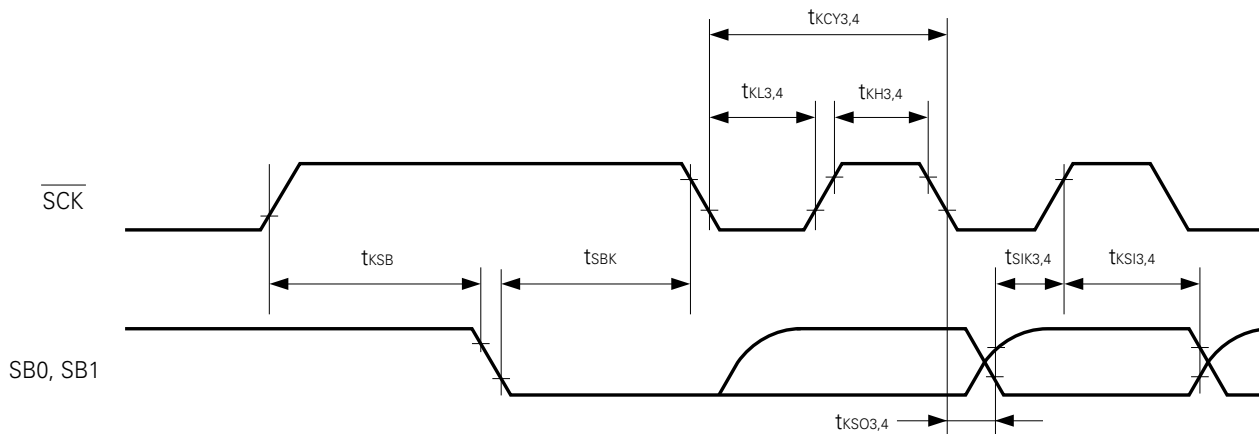 tKCY3,4
tKL3,4
tKH3,4
SCK
tKSB
tSBK
tSIK3,4
tKSI3,4
SB0, SB1
tKSO3,4